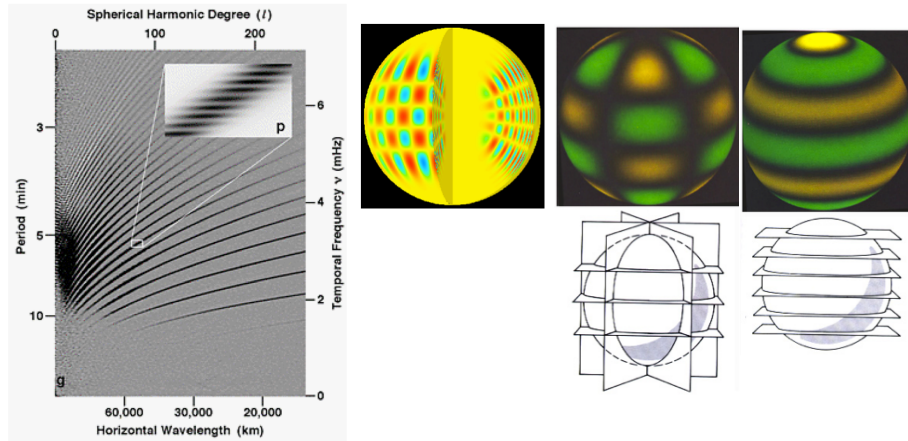 Spherical Harmonic Degree (l)
0 100 200
p
3
5
10
Period (min)
6
4
2
0
Temporal Frequency ν (mHz)
g
60,000 30,000 20,000
Horizontal Wavelength (km)